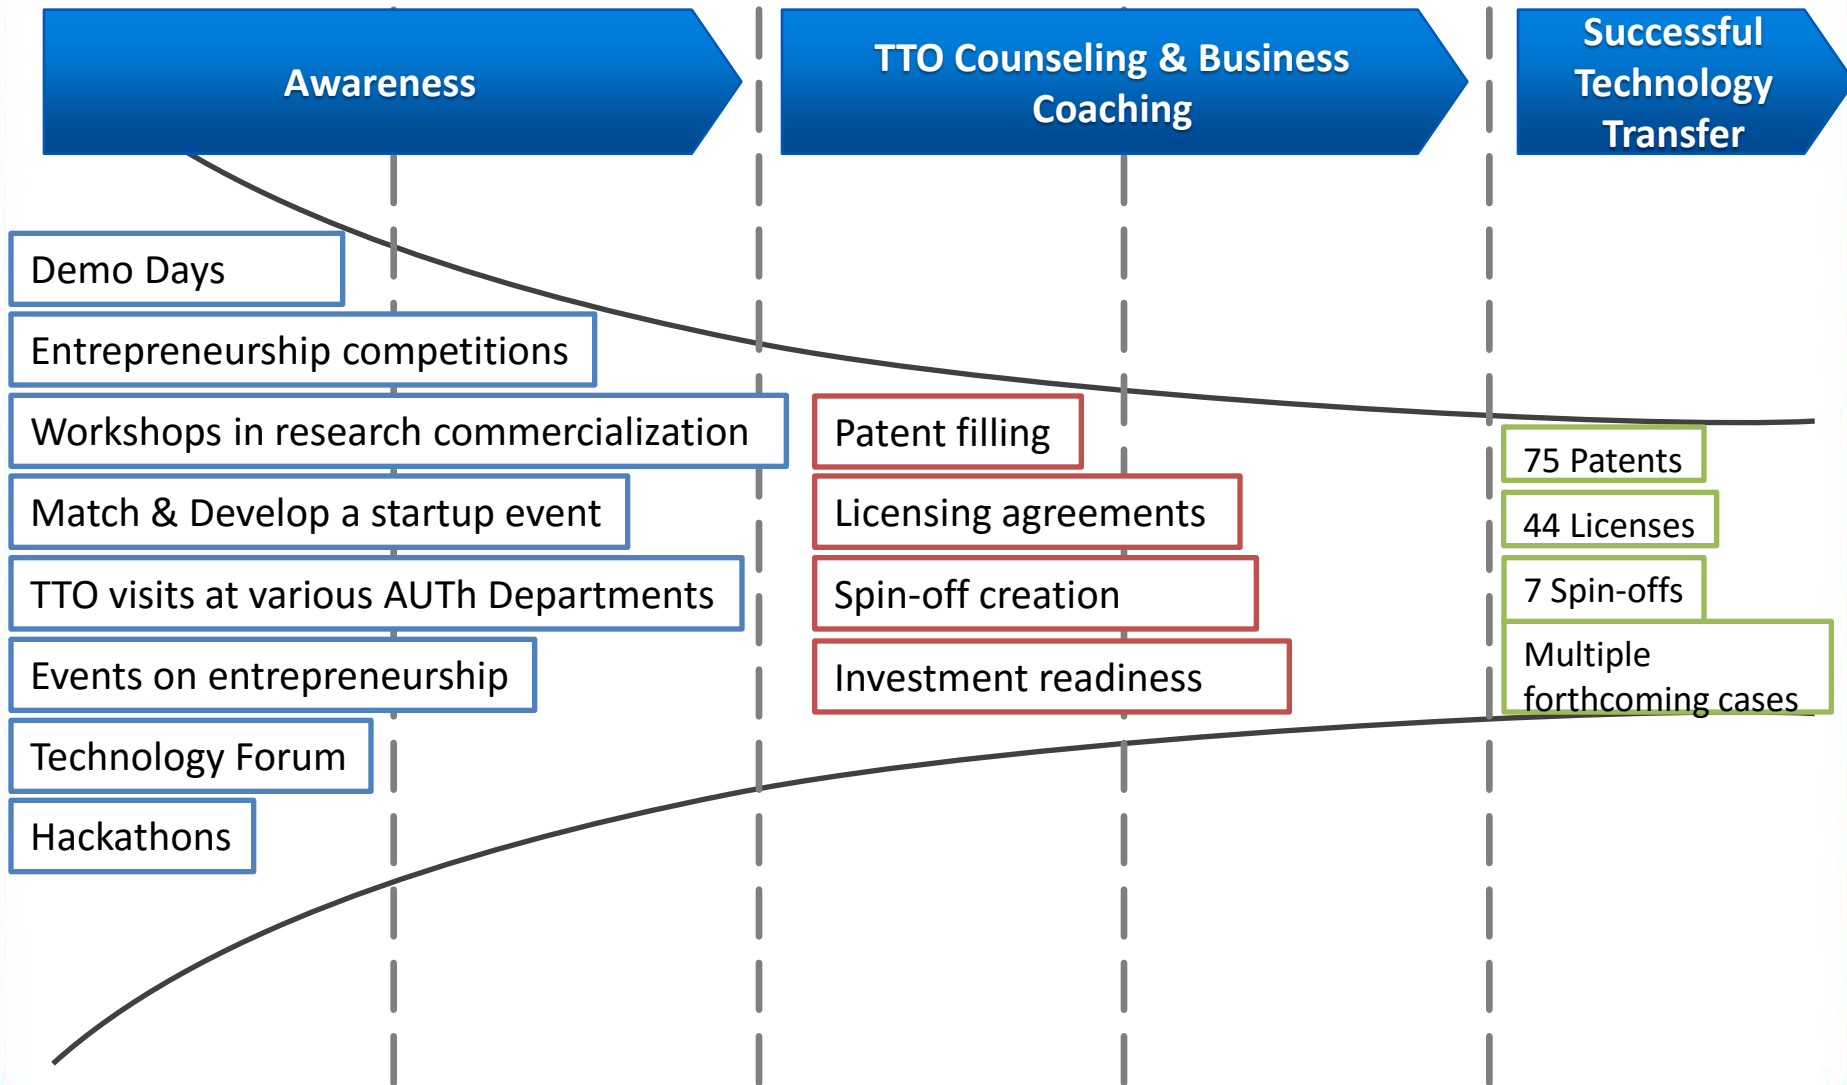 Awareness
TTO Counseling & Business
Coaching
Successful
Technology
Transfer
Demo Days
Entrepreneurship competitions
Workshops in research commercialization
Match & Develop a startup event
TTO visits at various AUTh Departments
Events on entrepreneurship
Technology Forum
Hackathons
Patent filling
Licensing agreements
Spin-off creation
Investment readiness
75 Patents
44 Licenses
7 Spin-offs
Multiple
forthcoming cases